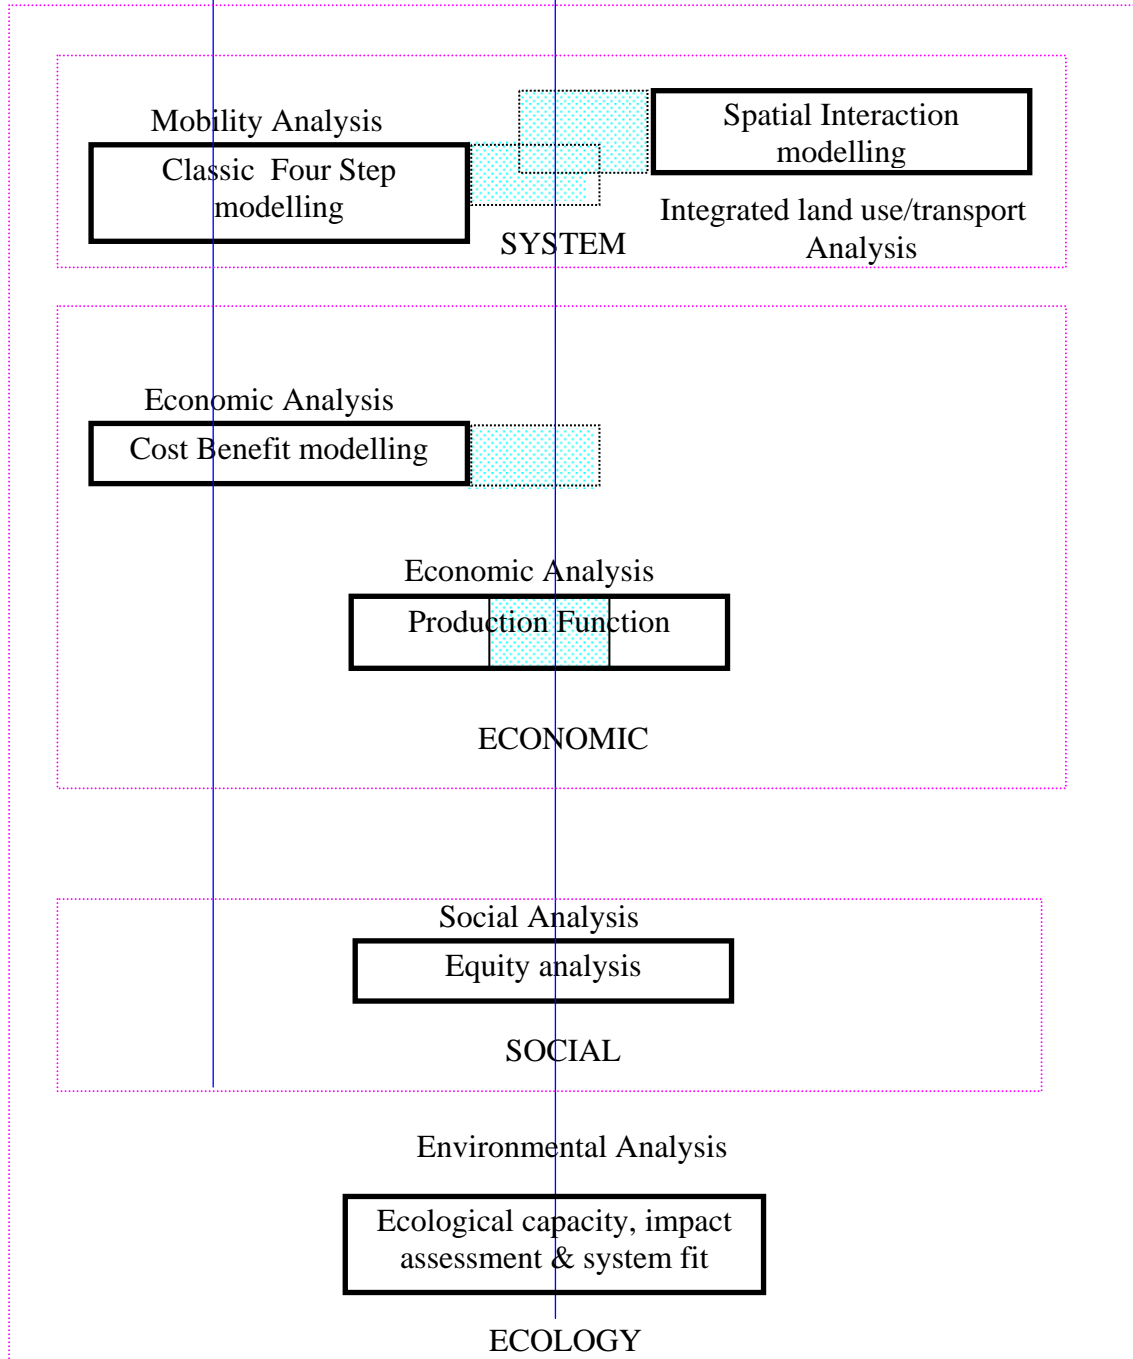 Mobility Analysis
Classic Four Step
modelling
Spatial Interaction
modelling
Integrated land use/transport
Analysis
SYSTEM
Economic Analysis
Cost Benefit modelling
Economic Analysis
Production Function
ECONOMIC
Social Analysis
Equity analysis
SOCIAL
Environmental Analysis
Ecological capacity, impact
assessment & system fit
ECOLOGY